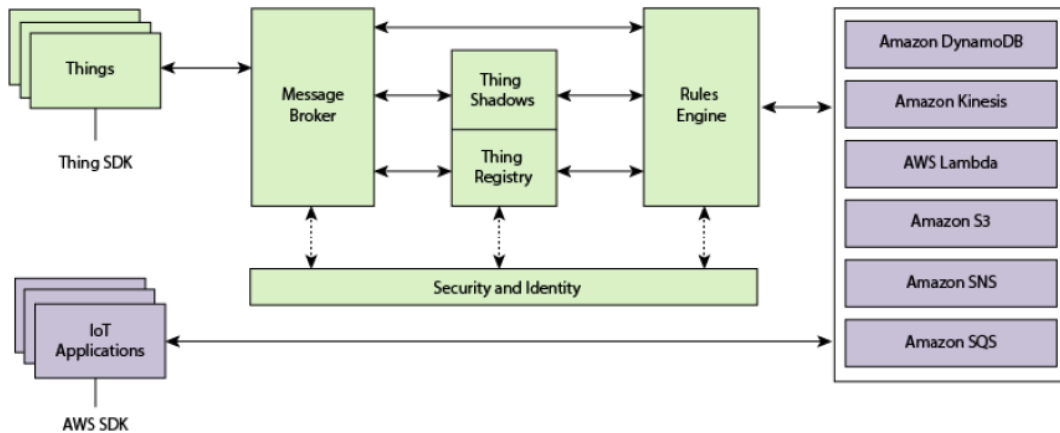 Things
Thing SDK
Message
Broker
Thing
Shadows
Thing
Registry
Rules
Engine
Security and Identity
Amazon DynamoDB
Amazon Kinesis
AWS Lambda
Amazon S3
Amazon SNS
Amazon SQS
IoT
Applications
AWS SDK